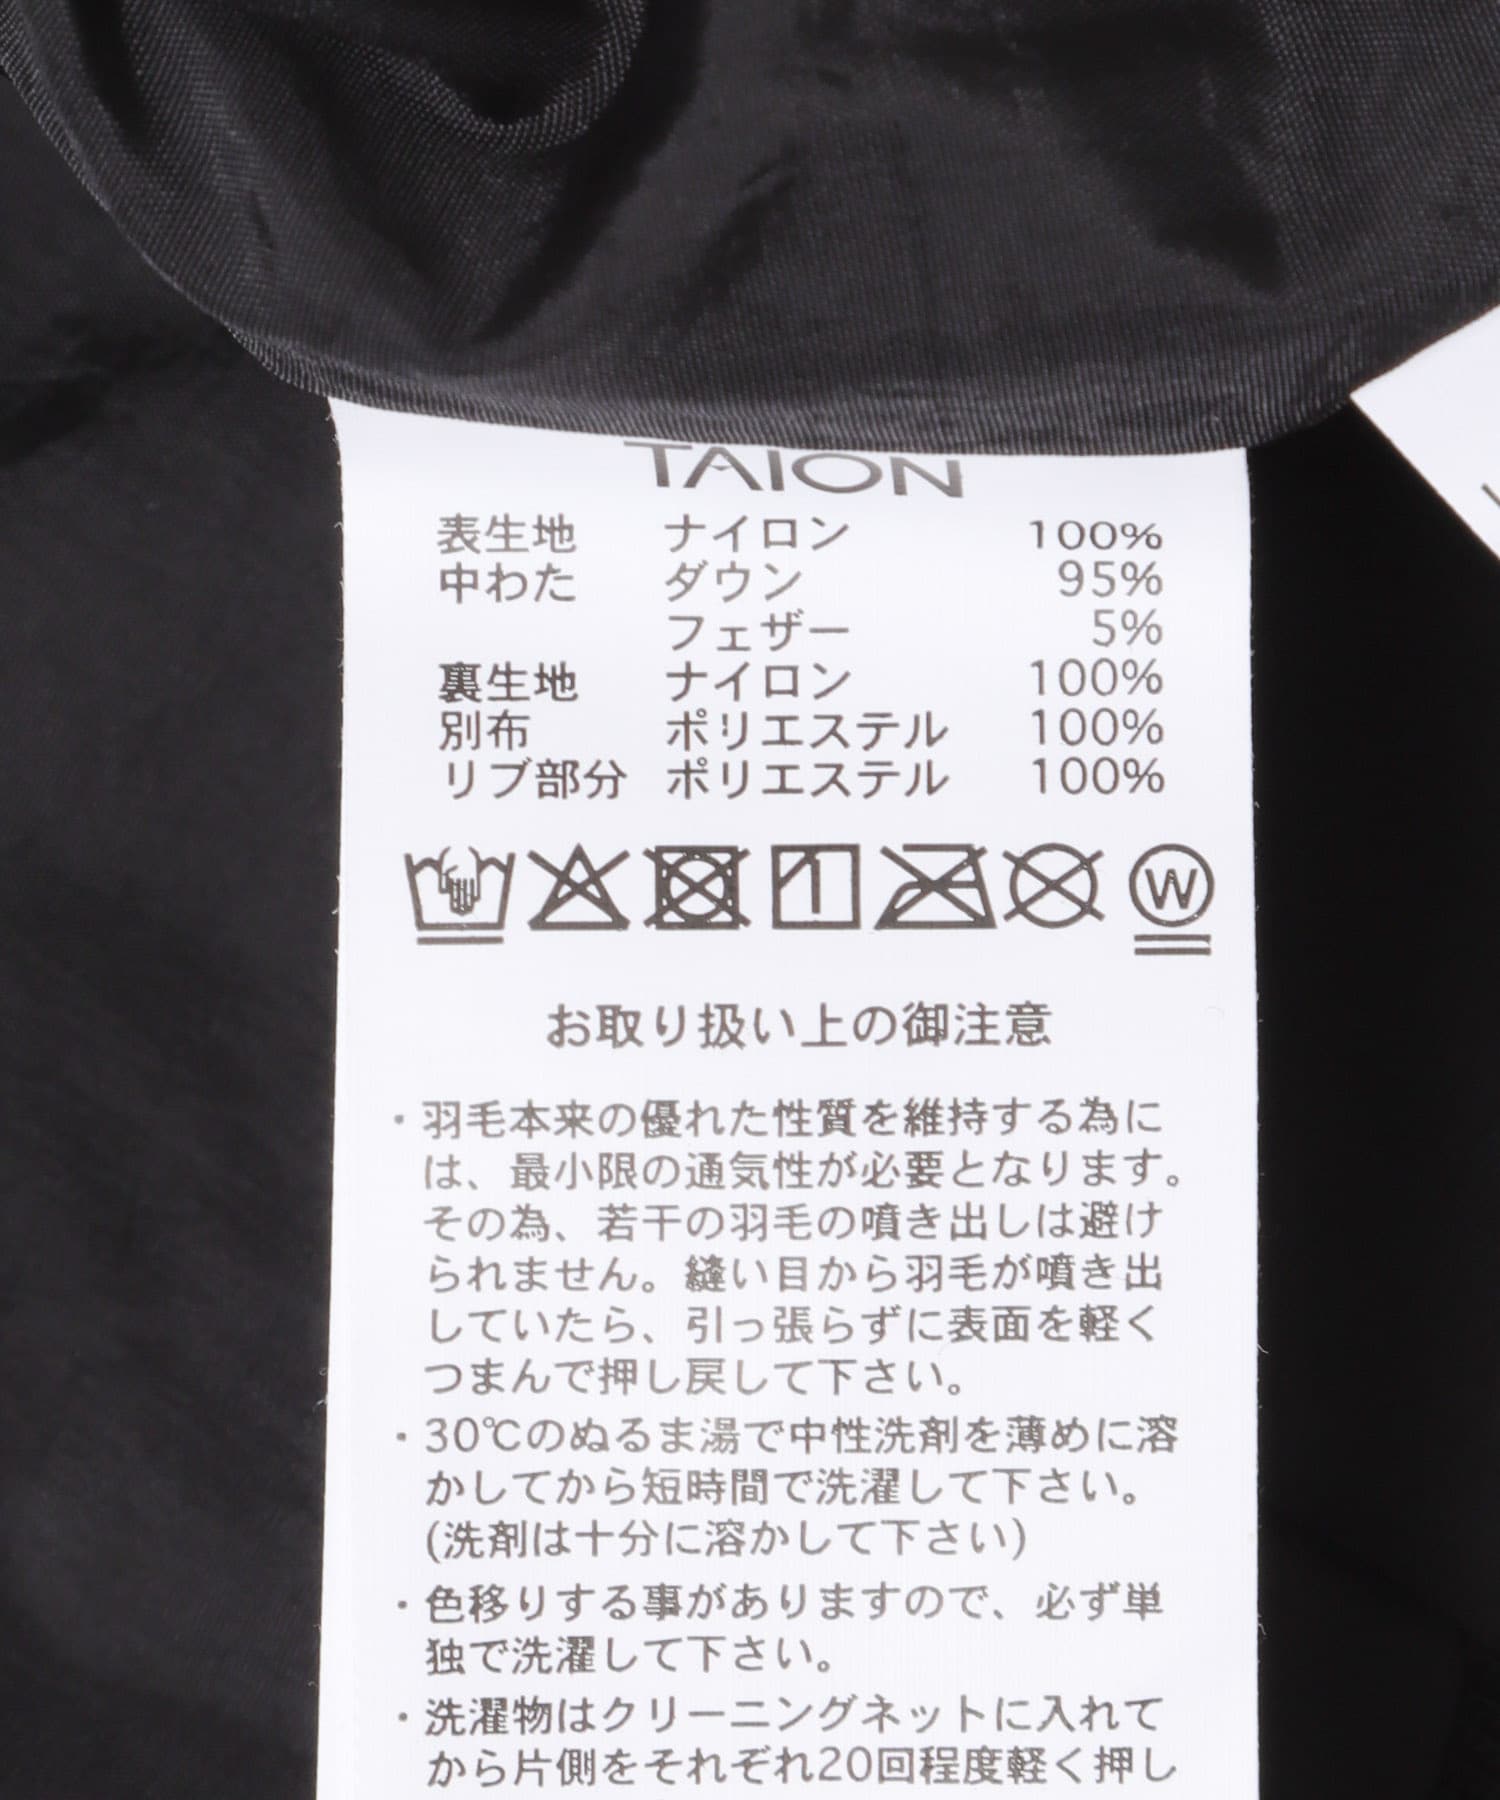 TAION
表生地 ナイロン 100%
中わた ダウン 95%
フェザー 5%
裏生地 ナイロン 100%
別布 ポリエステル 100%
リブ部分 ポリエステル 100%
W
お取り扱い上の御注意
・羽毛本来の優れた性質を維持する為に
は、最小限の通気性が必要となります。
その為、若干の羽毛の噴き出しは避け
られません。縫い目から羽毛が噴き出
していたら、引っ張らずに表面を軽く
つまんで押し戻して下さい。
・30℃のぬるま湯で中性洗剤を薄めに溶
かしてから短時間で洗濯して下さい。
(洗剤は十分に溶かして下さい)
・色移りする事がありますので、必ず単
独で洗濯して下さい。
・洗濯物はクリーニングネットに入れて
から片側をそれぞれ20回程度軽く押し